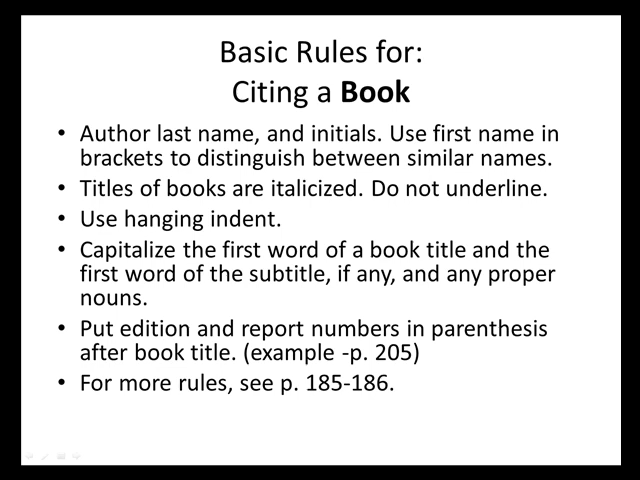 Basic Rules for:
Citing a Book
• Author last name, and initials. Use first name in
brackets to distinguish between similar names.
• Titles of books are italicized. Do not underline.
• Use hanging indent.
• Capitalize the first word of a book title and the
first word of the subtitle, if any, and any proper
nouns.
• Put edition and report numbers in parenthesis
after book title. (example -p. 205)
• For more rules, see p. 185-186.